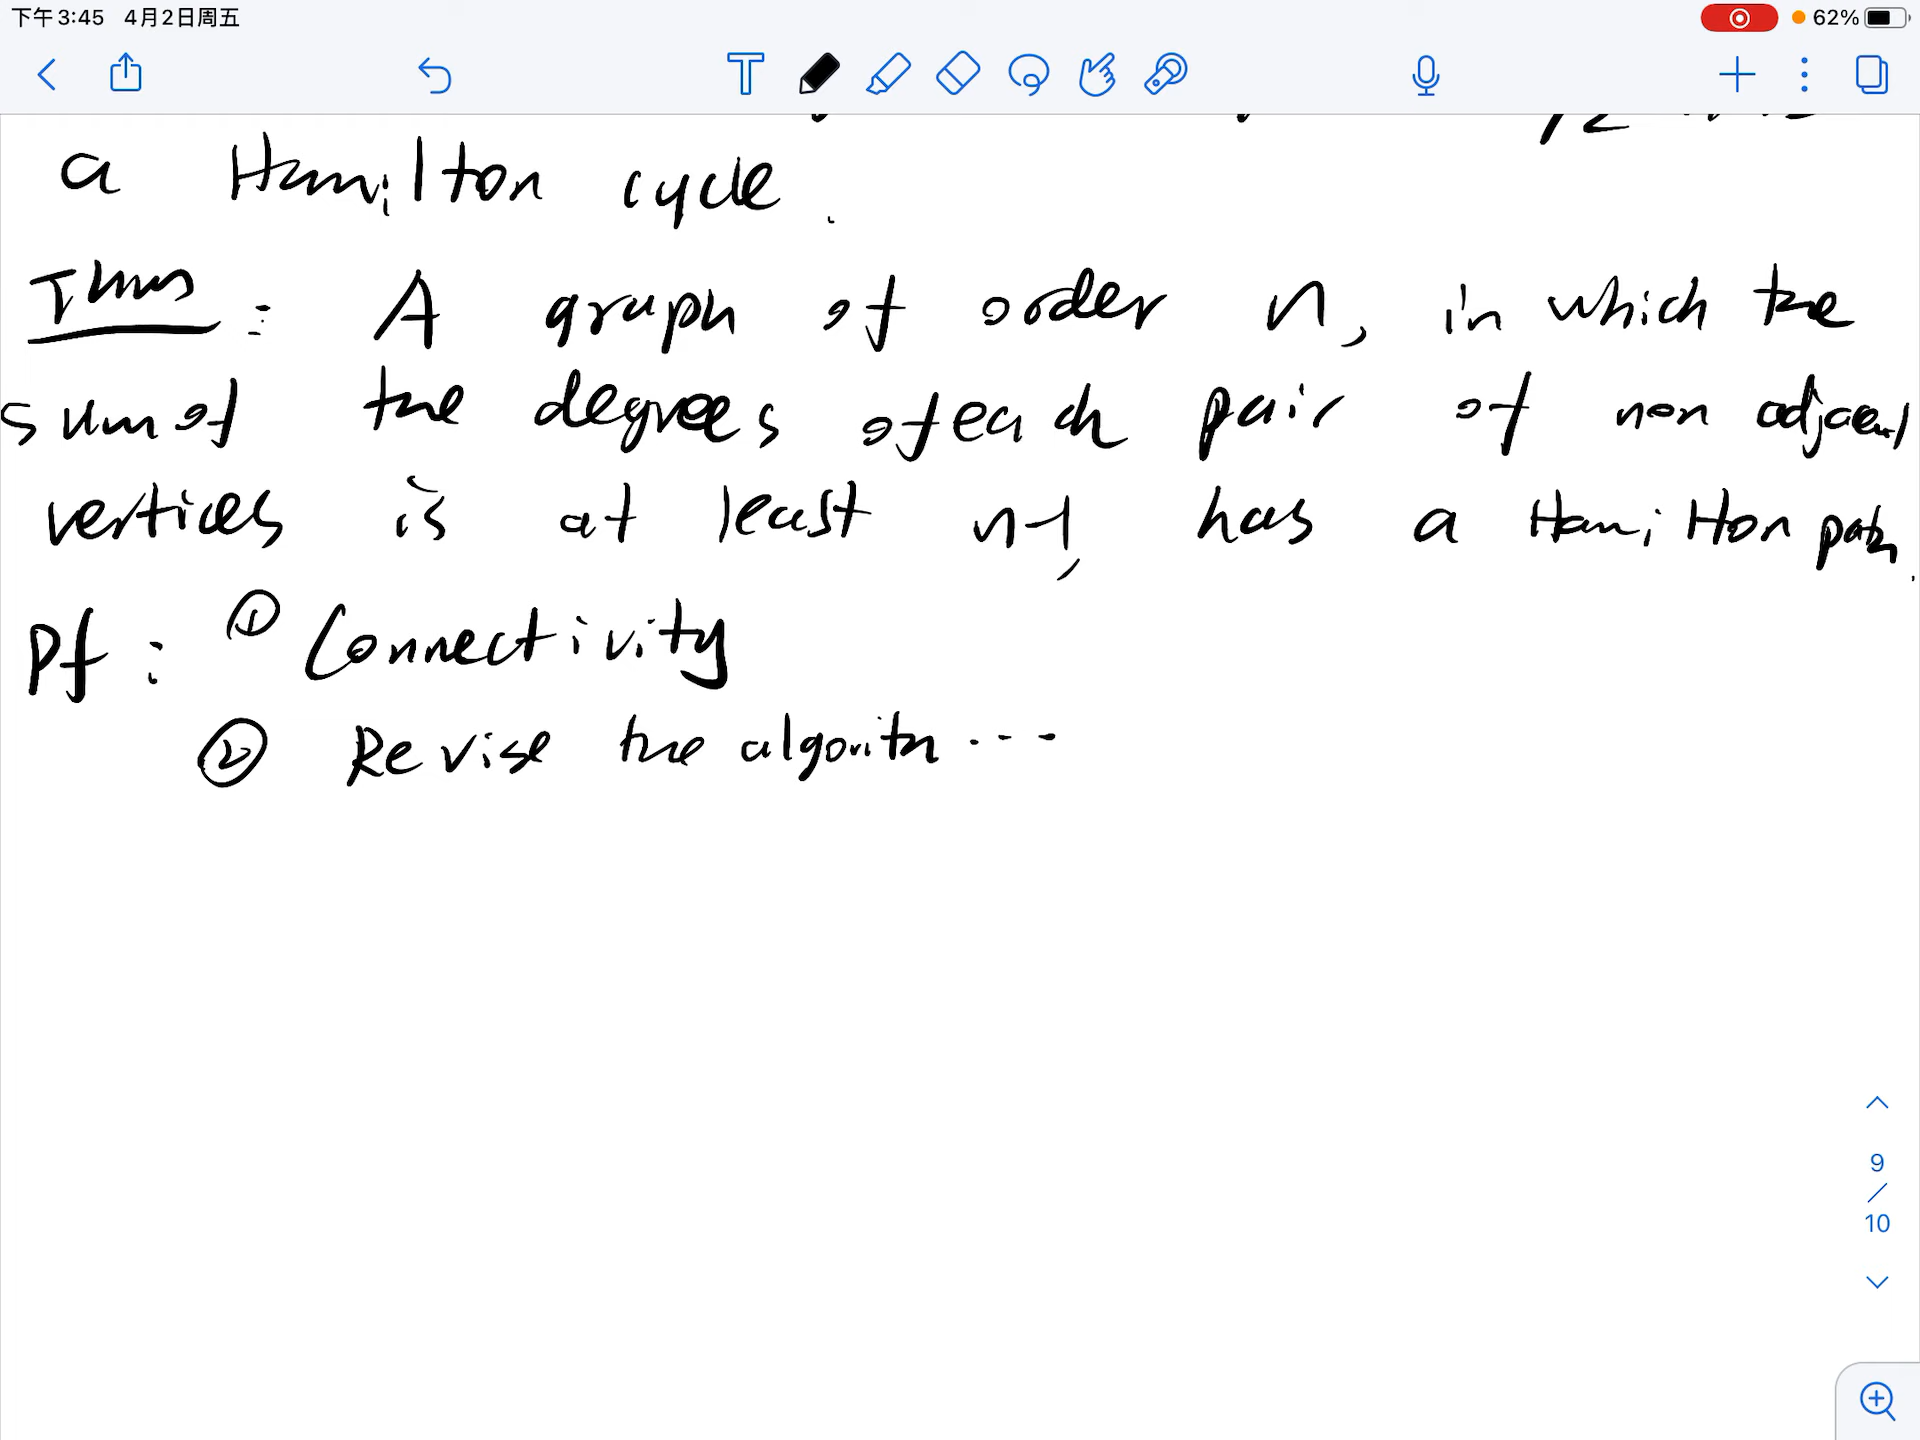 下午3:45 4月2日周五
62%
T
/2
a Hamilton cycle.
Thm : A graph of order n, in which the
sum of the degrees of each pair of non adjacent
vertices is at least n-1, has a Hamilton path.
Pf : ① Connectivity
② Revise the algorithm ...
9
/
10